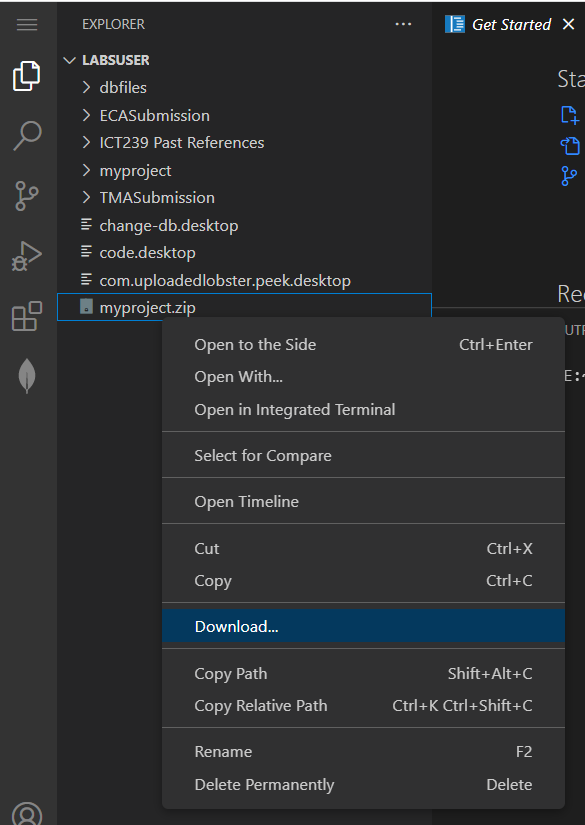 EXPLORER
Get Started
LABSUSER
dbfiles
ECASubmission
ICT239 Past References
myproject
TMASubmission
change-db.desktop
code.desktop
com.uploadedlobster.peek.desktop
myproject.zip
Sta
Re
UTP
E:~
Open to the Side Ctrl+Enter
Open With...
Open in Integrated Terminal
Select for Compare
Open Timeline
Cut Ctrl+X
Copy Ctrl+C
Download...
Copy Path Shift+Alt+C
Copy Relative Path Ctrl+K Ctrl+Shift+C
Rename F2
Delete Permanently Delete